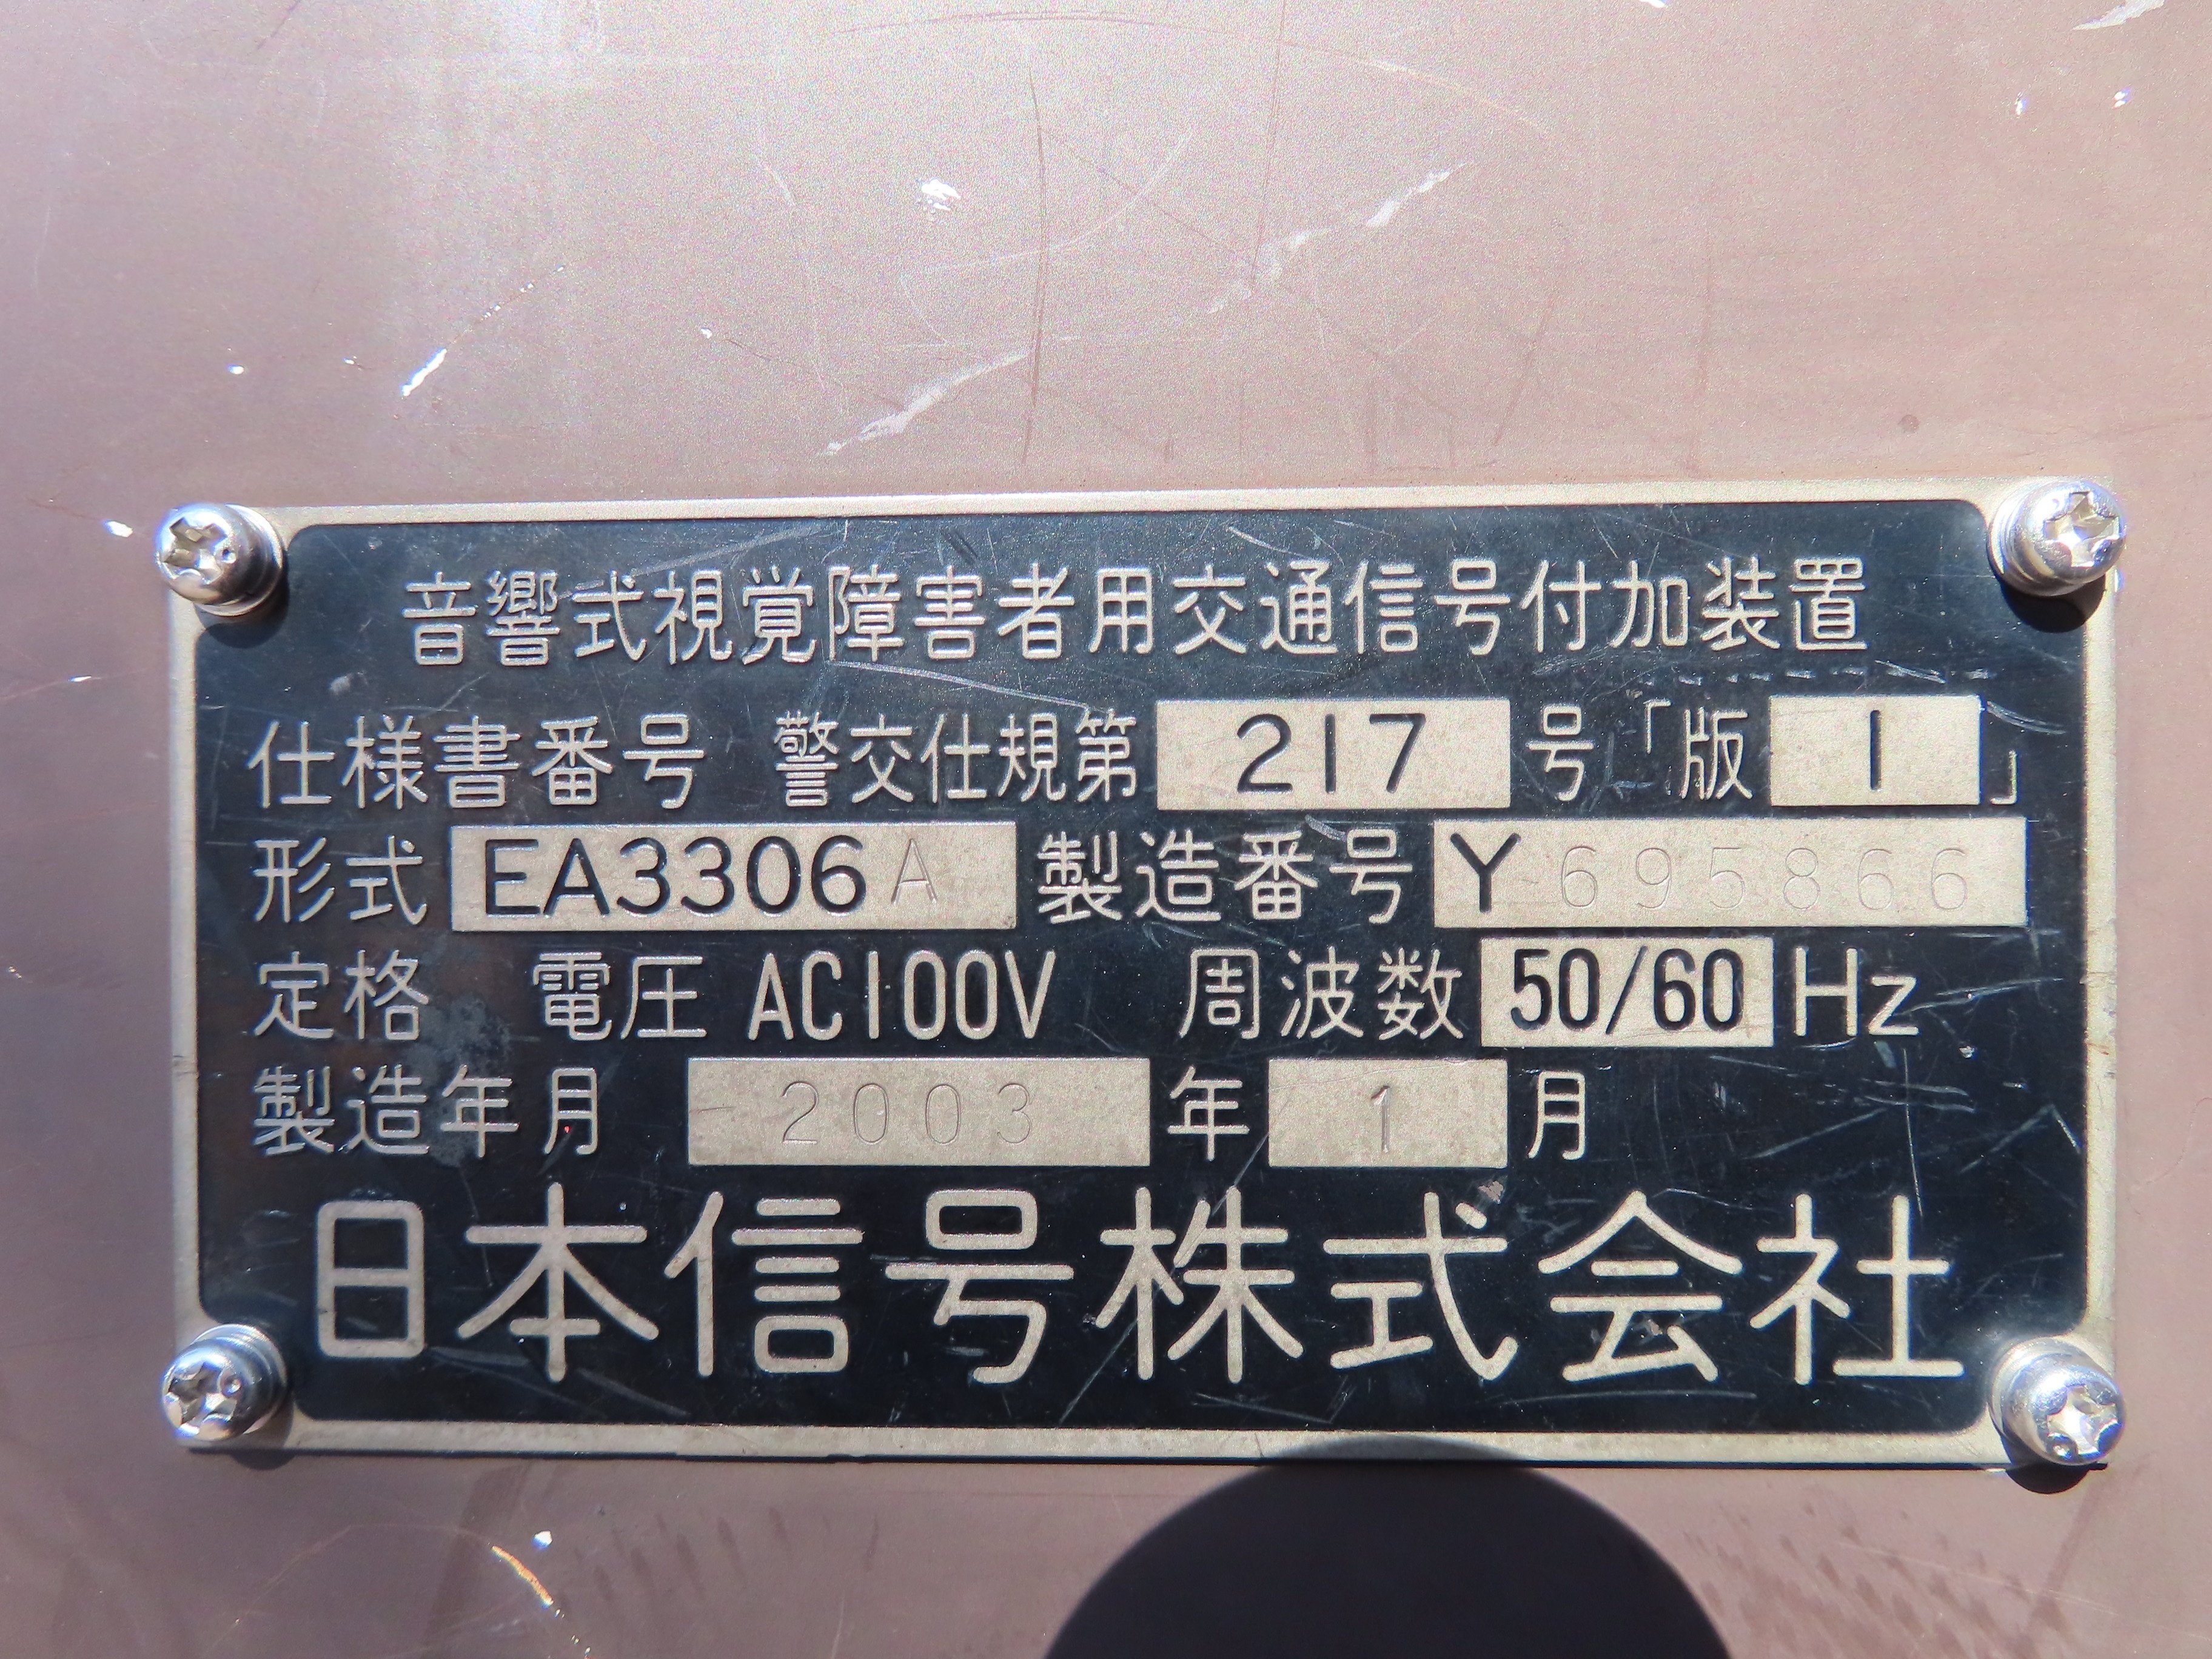 音響式視覚障害者用交通信号付加装置
仕様書番号 警交仕規第 217 号「版 1 」
形式 EA3306A 製造番号 Y 695866
定格 電圧 AC100V 周波数 50/60 Hz
製造年月 2003 年 1 月
日本信号株式会社